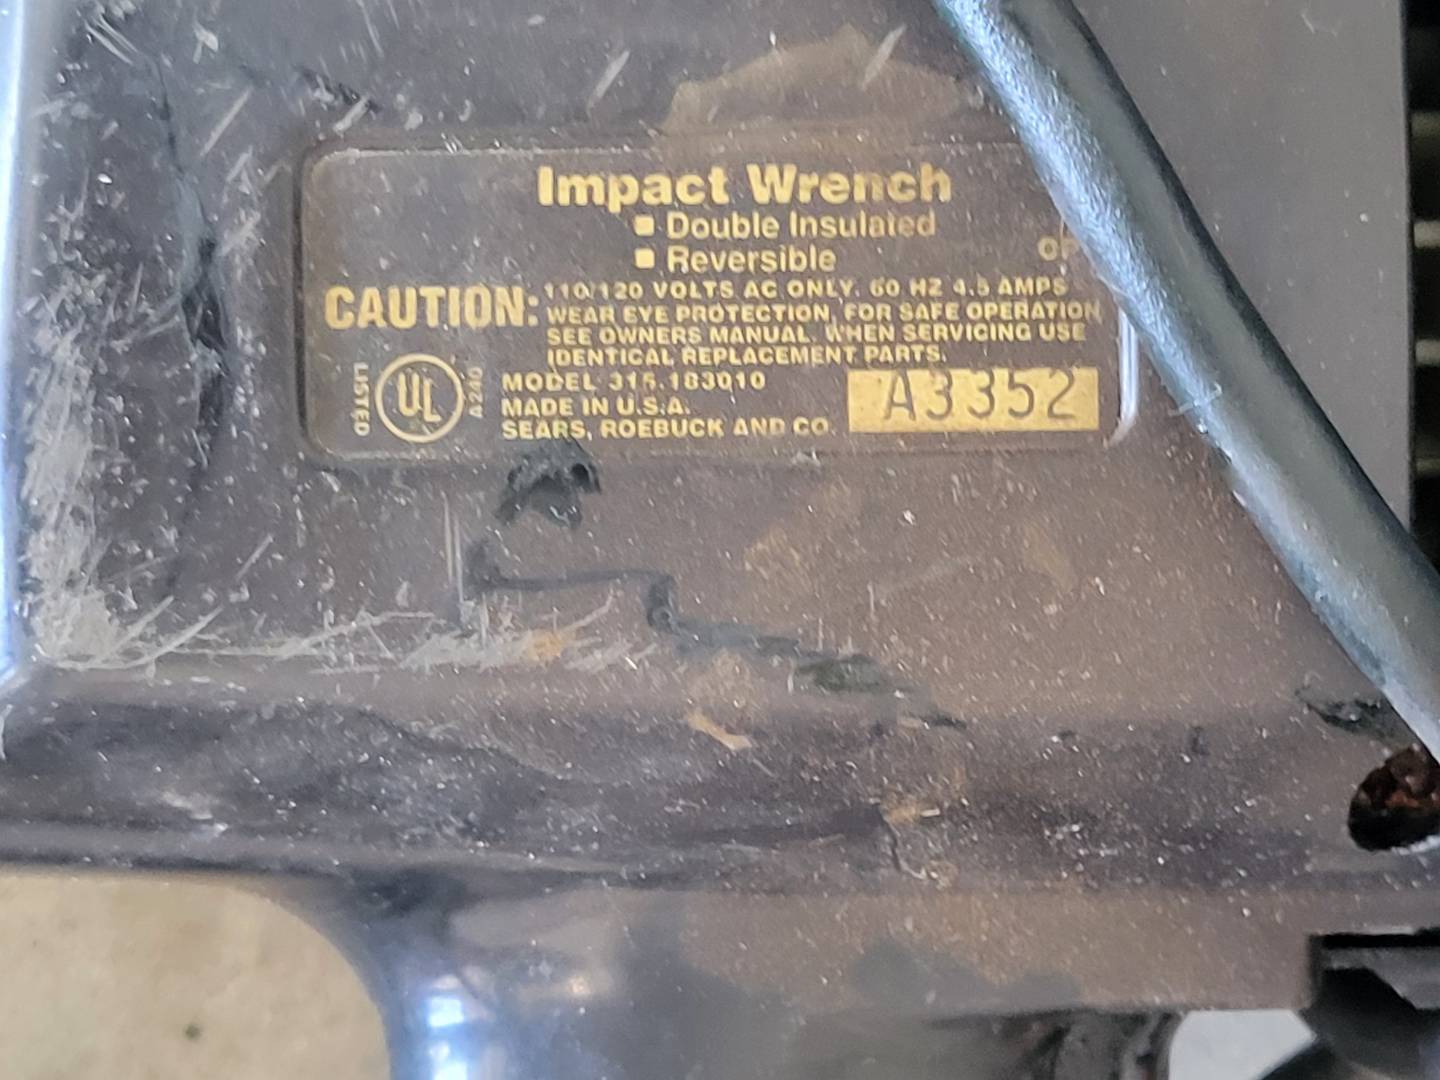 Impact Wrench
▪ Double Insulated
▪ Reversible
CAUTION: 110/120 VOLTS AC ONLY. 60 HZ 4.5 AMPS
WEAR EYE PROTECTION, FOR SAFE OPERATION
SEE OWNERS MANUAL. WHEN SERVICING USE
IDENTICAL REPLACEMENT PARTS.
LISTED
UL
A240
MODEL 315.183010
MADE IN U.S.A.
SEARS, ROEBUCK AND CO.
A3352